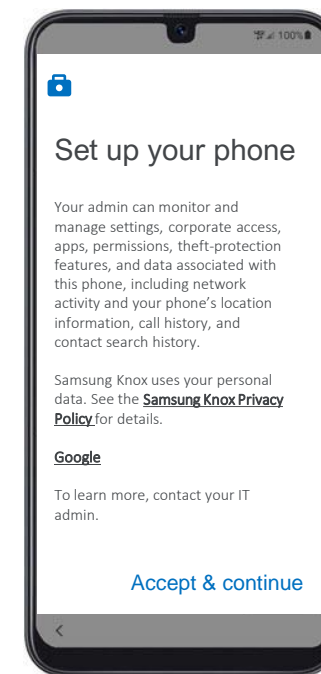 100%
Set up your phone
Your admin can monitor and
manage settings, corporate access,
apps, permissions, theft-protection
features, and data associated with
this phone, including network
activity and your phone’s location
information, call history, and
contact search history.
Samsung Knox uses your personal
data. See the Samsung Knox Privacy
Policy for details.
Google
To learn more, contact your IT
admin.
Accept & continue